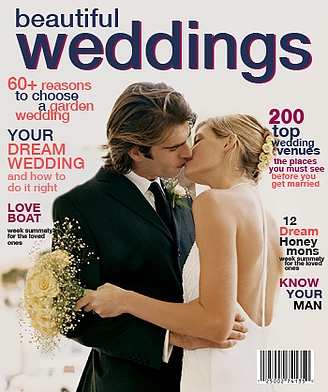 beautiful
weddings
60+ reasons
to choose
a garden
wedding
YOUR
DREAM
WEDDING
and how to
do it right
LOVE
BOAT
week summaty
for the loved
ones
200
top
wedding
venues
the places
you must see
before you
get married
12
Dream
Honey
mons
week summaty
for the loved
ones
KNOW
YOUR
MAN